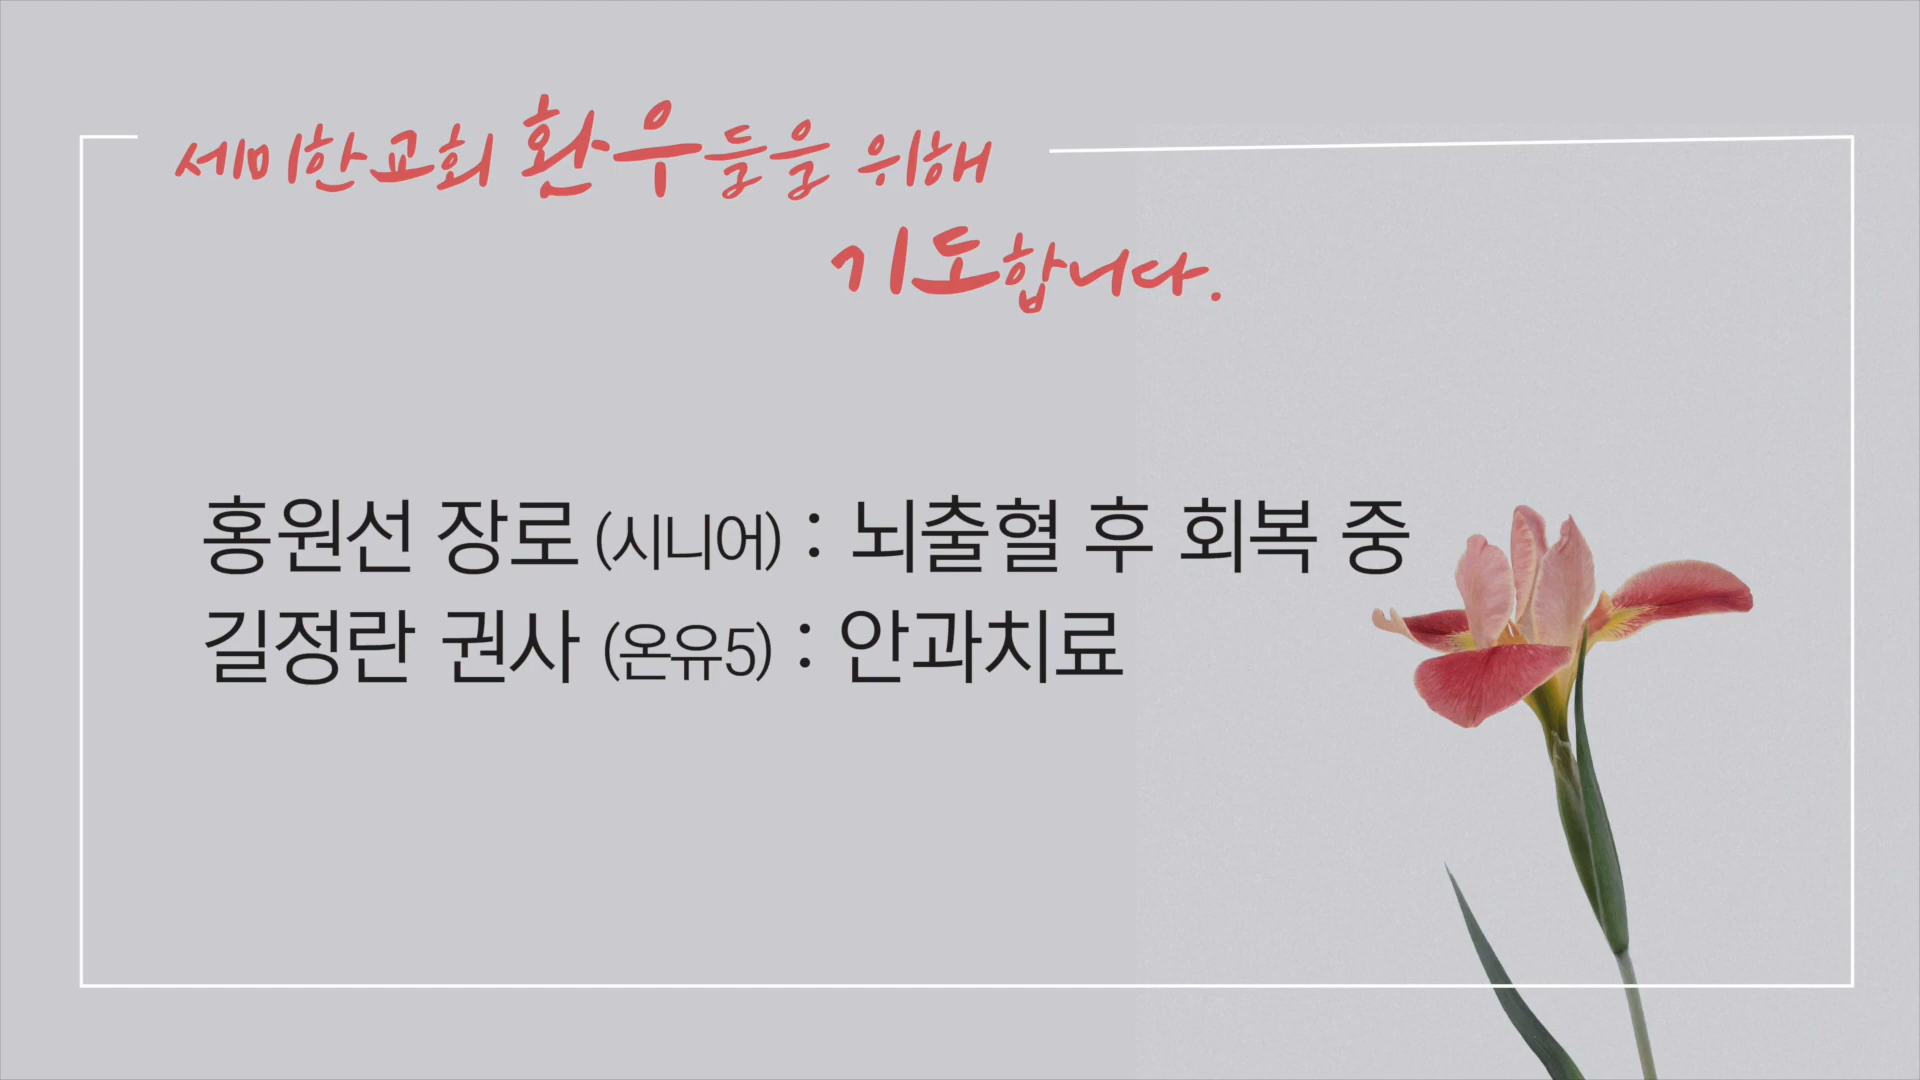 세미한교회 환우들을 위해
기도합니다.
홍원선 장로 (시니어) : 뇌출혈 후 회복 중
길정란 권사 (온유5) : 안과치료